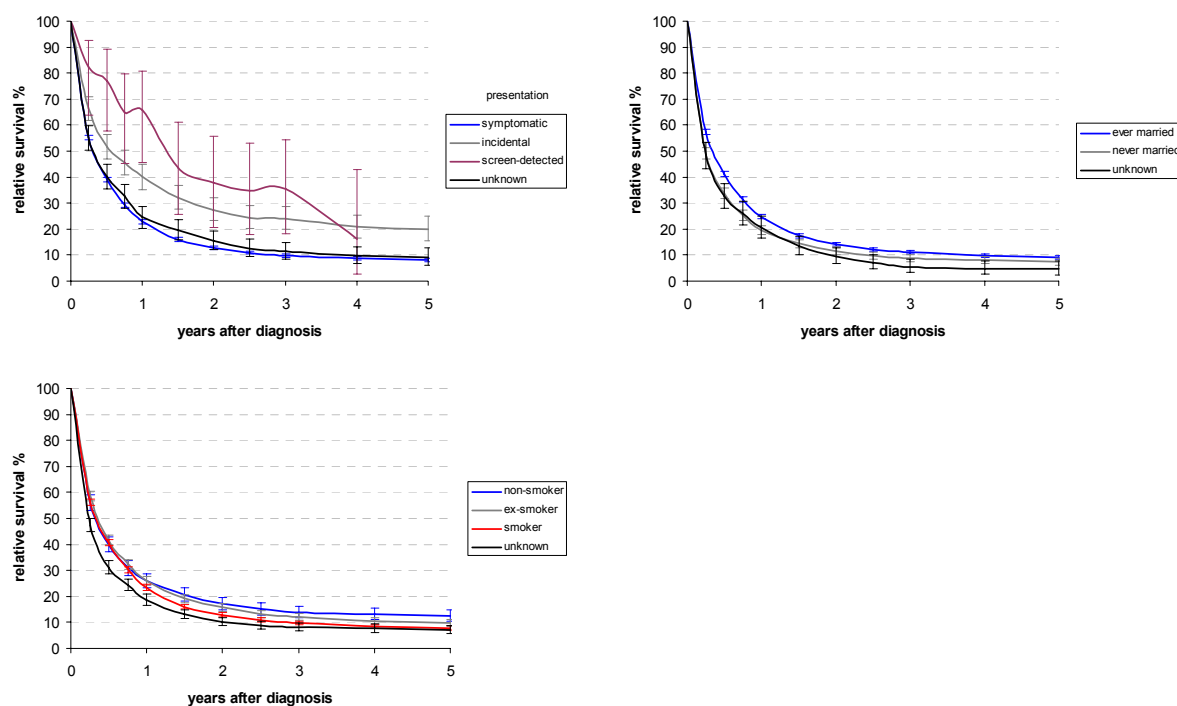 relative survival %
100
90
80
70
60
50
40
30
20
10
0
0 1 2 3 4 5
years after diagnosis
presentation
symptomatic
incidental
screen-detected
unknown
relative survival %
100
90
80
70
60
50
40
30
20
10
0
0 1 2 3 4 5
years after diagnosis
ever married
never married
unknown
relative survival %
100
90
80
70
60
50
40
30
20
10
0
0 1 2 3 4 5
years after diagnosis
non-smoker
ex-smoker
smoker
unknown